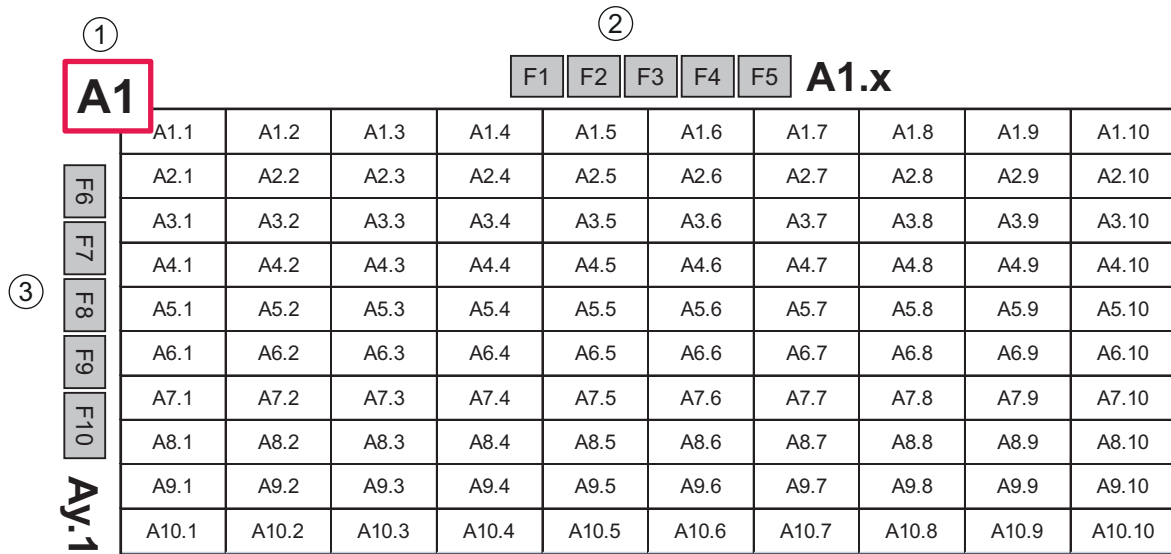 ① ②
A1 F1 F2 F3 F4 F5 A1.x
A1.1 A1.2 A1.3 A1.4 A1.5 A1.6 A1.7 A1.8 A1.9 A1.10
A2.1 A2.2 A2.3 A2.4 A2.5 A2.6 A2.7 A2.8 A2.9 A2.10
A3.1 A3.2 A3.3 A3.4 A3.5 A3.6 A3.7 A3.8 A3.9 A3.10
A4.1 A4.2 A4.3 A4.4 A4.5 A4.6 A4.7 A4.8 A4.9 A4.10
A5.1 A5.2 A5.3 A5.4 A5.5 A5.6 A5.7 A5.8 A5.9 A5.10
A6.1 A6.2 A6.3 A6.4 A6.5 A6.6 A6.7 A6.8 A6.9 A6.10
A7.1 A7.2 A7.3 A7.4 A7.5 A7.6 A7.7 A7.8 A7.9 A7.10
A8.1 A8.2 A8.3 A8.4 A8.5 A8.6 A8.7 A8.8 A8.9 A8.10
A9.1 A9.2 A9.3 A9.4 A9.5 A9.6 A9.7 A9.8 A9.9 A9.10
A10.1 A10.2 A10.3 A10.4 A10.5 A10.6 A10.7 A10.8 A10.9 A10.10
③
F6 F7 F8 F9 F10 Ay.1